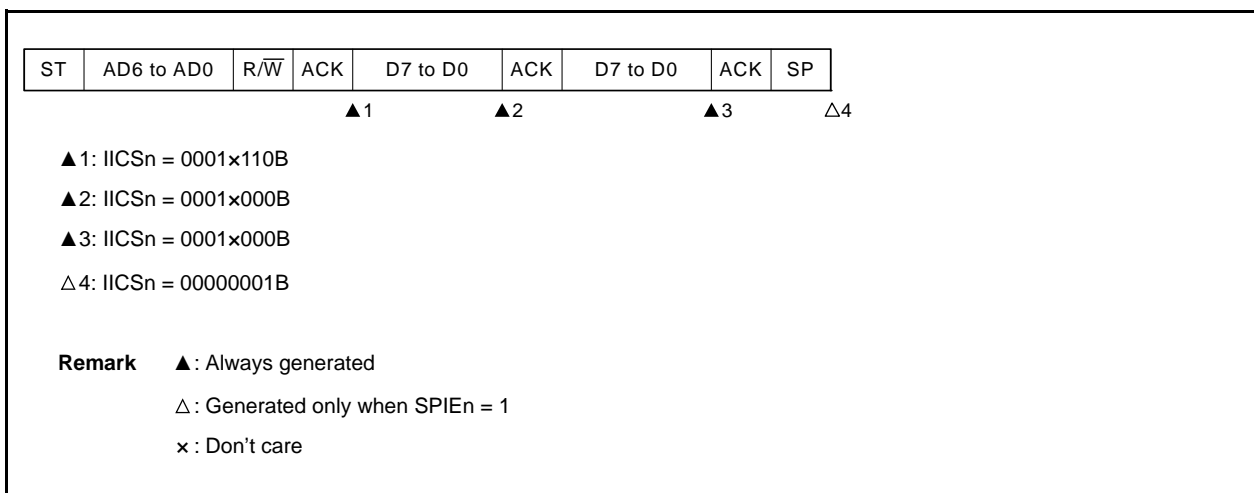 ST AD6 to AD0 R/W̅ ACK D7 to D0 ACK D7 to D0 ACK SP
▲1 ▲2 ▲3 △4
▲1: IICSn = 0001×110B
▲2: IICSn = 0001×000B
▲3: IICSn = 0001×000B
△4: IICSn = 00000001B
Remark ▲: Always generated
△: Generated only when SPIEn = 1
×: Don't care